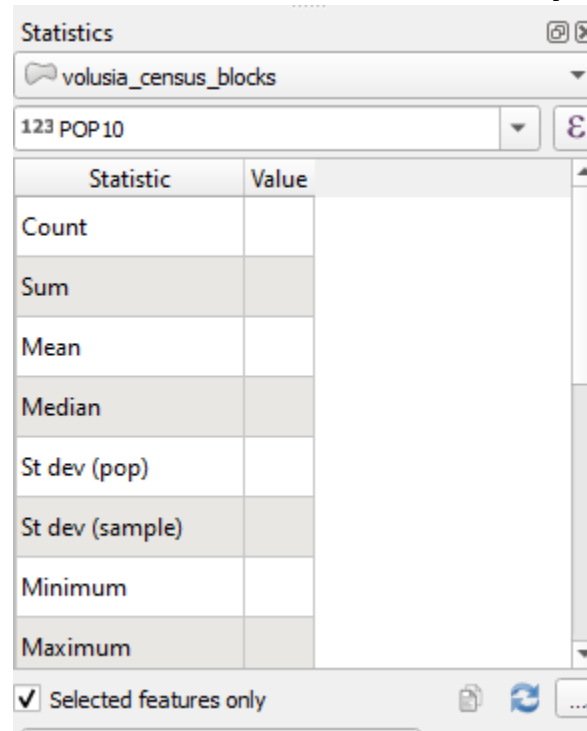 Statistics
volusia_census_blocks
123 POP10
ε
Statistic Value
Count
Sum
Mean
Median
St dev (pop)
St dev (sample)
Minimum
Maximum
Selected features only
...